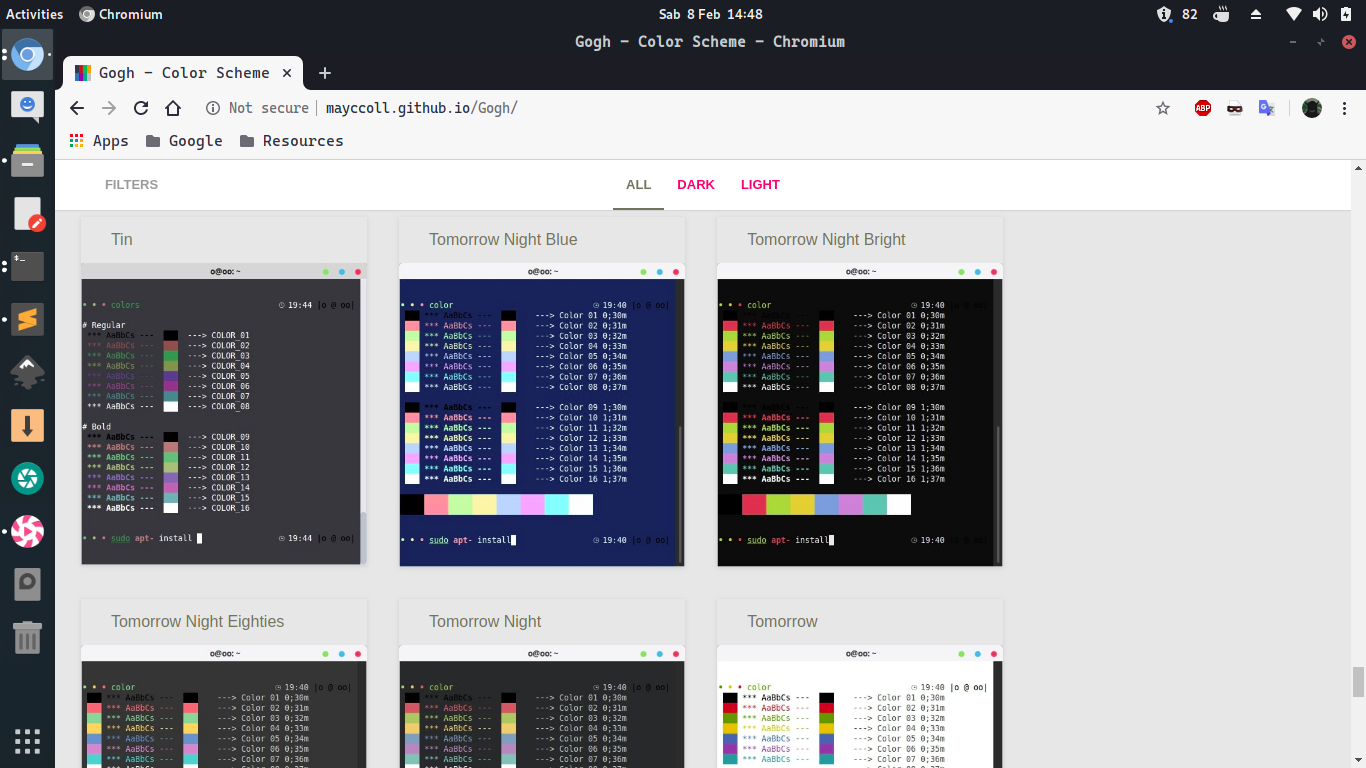 Activities Chromium Sab 8 Feb 14:48 82
Gogh – Color Scheme – Chromium
Gogh – Color Scheme
Not secure mayccoll.github.io/Gogh/
ABP
Apps Google Resources
FILTERS ALL DARK LIGHT
Tin
o@oo: ~
• • • colors 19:44 |o @ oo|
# Regular
*** AaBbCs --- ---> COLOR_01
*** AaBbCs --- ---> COLOR_02
*** AaBbCs --- ---> COLOR_03
*** AaBbCs --- ---> COLOR_04
*** AaBbCs --- ---> COLOR_05
*** AaBbCs --- ---> COLOR_06
*** AaBbCs --- ---> COLOR_07
*** AaBbCs --- ---> COLOR_08
# Bold
*** AaBbCs --- ---> COLOR_09
*** AaBbCs --- ---> COLOR_10
*** AaBbCs --- ---> COLOR_11
*** AaBbCs --- ---> COLOR_12
*** AaBbCs --- ---> COLOR_13
*** AaBbCs --- ---> COLOR_14
*** AaBbCs --- ---> COLOR_15
*** AaBbCs --- ---> COLOR_16
• • • sudo apt- install 19:44 |o @ oo|
Tomorrow Night Blue
o@oo: ~
• • • color 19:40 |o @ oo|
*** AaBbCs --- ---> Color 01 0;30m
*** AaBbCs --- ---> Color 02 0;31m
*** AaBbCs --- ---> Color 03 0;32m
*** AaBbCs --- ---> Color 04 0;33m
*** AaBbCs --- ---> Color 05 0;34m
*** AaBbCs --- ---> Color 06 0;35m
*** AaBbCs --- ---> Color 07 0;36m
*** AaBbCs --- ---> Color 08 0;37m
*** AaBbCs --- ---> Color 09 1;30m
*** AaBbCs --- ---> Color 10 1;31m
*** AaBbCs --- ---> Color 11 1;32m
*** AaBbCs --- ---> Color 12 1;33m
*** AaBbCs --- ---> Color 13 1;34m
*** AaBbCs --- ---> Color 14 1;35m
*** AaBbCs --- ---> Color 15 1;36m
*** AaBbCs --- ---> Color 16 1;37m
• • • sudo apt- install 19:40 |o @ oo|
Tomorrow Night Bright
o@oo: ~
• • • color 19:40 |o @ oo|
*** AaBbCs --- ---> Color 01 0;30m
*** AaBbCs --- ---> Color 02 0;31m
*** AaBbCs --- ---> Color 03 0;32m
*** AaBbCs --- ---> Color 04 0;33m
*** AaBbCs --- ---> Color 05 0;34m
*** AaBbCs --- ---> Color 06 0;35m
*** AaBbCs --- ---> Color 07 0;36m
*** AaBbCs --- ---> Color 08 0;37m
*** AaBbCs --- ---> Color 09 1;30m
*** AaBbCs --- ---> Color 10 1;31m
*** AaBbCs --- ---> Color 11 1;32m
*** AaBbCs --- ---> Color 12 1;33m
*** AaBbCs --- ---> Color 13 1;34m
*** AaBbCs --- ---> Color 14 1;35m
*** AaBbCs --- ---> Color 15 1;36m
*** AaBbCs --- ---> Color 16 1;37m
• • • sudo apt- install 19:40 |o @ oo|
Tomorrow Night Eighties
o@oo: ~
• • • color 19:40 |o @ oo|
*** AaBbCs --- ---> Color 01 0;30m
*** AaBbCs --- ---> Color 02 0;31m
*** AaBbCs --- ---> Color 03 0;32m
*** AaBbCs --- ---> Color 04 0;33m
*** AaBbCs --- ---> Color 05 0;34m
*** AaBbCs --- ---> Color 06 0;35m
*** AaBbCs --- ---> Color 07 0;36m
Tomorrow Night
o@oo: ~
• • • color 19:40 |o @ oo|
*** AaBbCs --- ---> Color 01 0;30m
*** AaBbCs --- ---> Color 02 0;31m
*** AaBbCs --- ---> Color 03 0;32m
*** AaBbCs --- ---> Color 04 0;33m
*** AaBbCs --- ---> Color 05 0;34m
*** AaBbCs --- ---> Color 06 0;35m
*** AaBbCs --- ---> Color 07 0;36m
Tomorrow
o@oo: ~
• • • color 19:40 |o @ oo|
*** AaBbCs --- ---> Color 01 0;30m
*** AaBbCs --- ---> Color 02 0;31m
*** AaBbCs --- ---> Color 03 0;32m
*** AaBbCs --- ---> Color 04 0;33m
*** AaBbCs --- ---> Color 05 0;34m
*** AaBbCs --- ---> Color 06 0;35m
*** AaBbCs --- ---> Color 07 0;36m